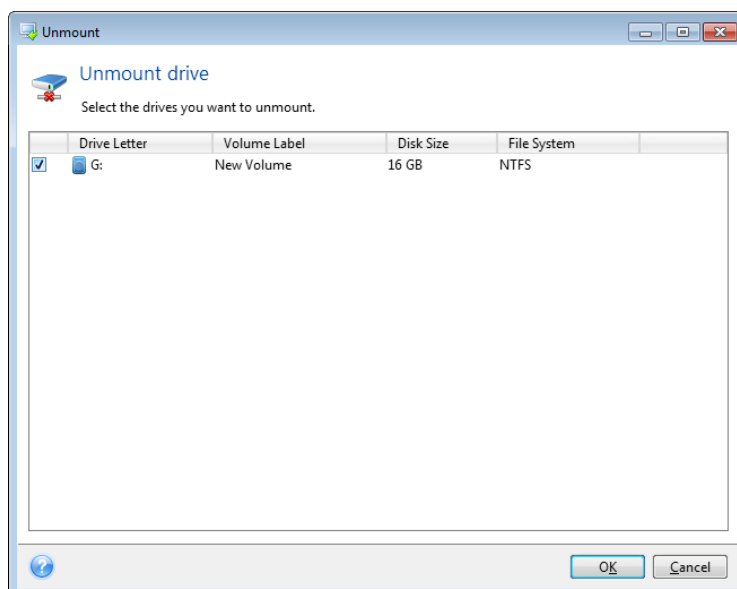 Unmount
Unmount drive
Select the drives you want to unmount.
Drive Letter Volume Label Disk Size File System
G: New Volume 16 GB NTFS
?
OK Cancel